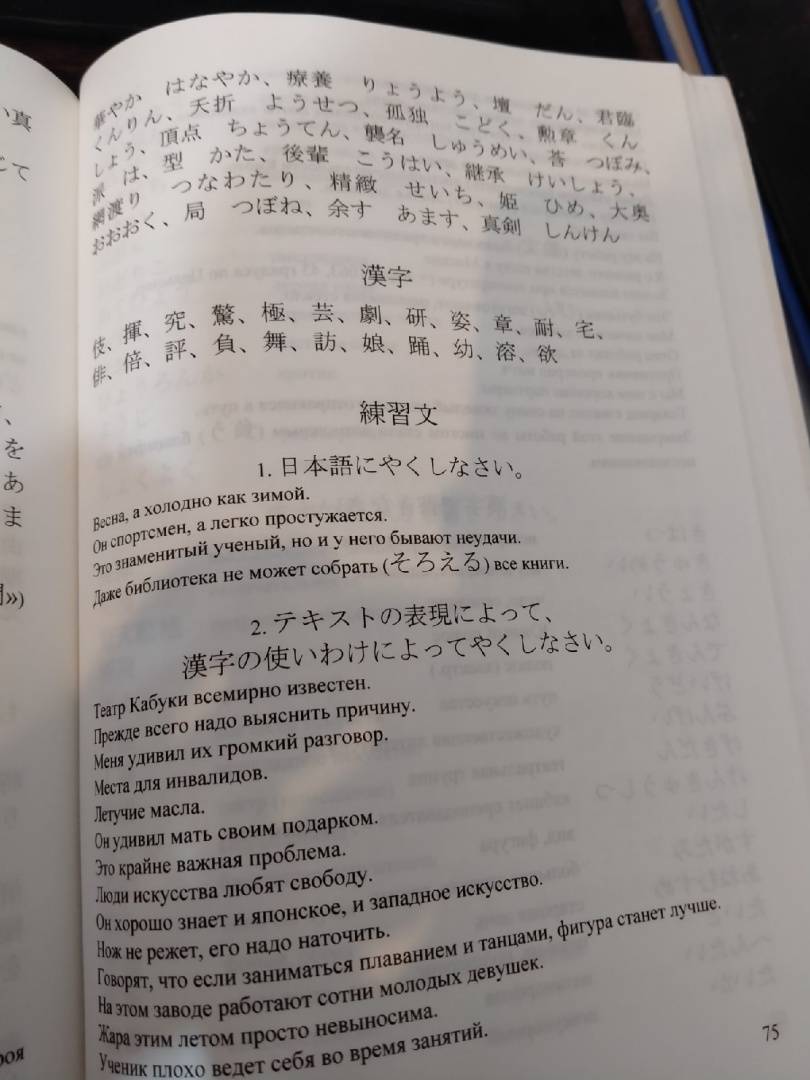 い真
華やか　はなやか、療養　りょうよう、壇　だん、君臨
くんりん、夭折　ようせつ、孤独　こどく、勲章　くん
しよう、頂点　ちょうてん、襲名　しゅうめい、莟　つぼみ、
派　は、型　かた、後輩　こうはい、継承　けいしょう、
綱渡り　つなわたり、精緻　せいち、姫　ひめ、大奥
おおおく、局　つぼね、余す　あます、真剣　しんけん
漢字
伎、揮、究、驚、極、芸、劇、研、姿、章、耐、宅、
俳、倍、評、負、舞、訪、娘、踊、幼、溶、欲
練習文
1. 日本語にやくしなさい。
Весна, а холодно как зимой.
Он спортсмен, а легко простужается.
Это знаменитый ученый, но и у него бывают неудачи.
Даже библиотека не может собрать (そろえる) все книги.
2. テキストの表現によって、
漢字の使いわけによってやくしなさい。
Театр Кабуки всемирно известен.
Прежде всего надо выяснить причину.
Меня удивил их громкий разговор.
Места для инвалидов.
Летучие масла.
Он удивил мать своим подарком.
Это крайне важная проблема.
Люди искусства любят свободу.
Он хорошо знает и японское, и западное искусство.
Нож не режет, его надо наточить.
Говорят, что если заниматься плаванием и танцами, фигура станет лучше.
На этом заводе работают сотни молодых девушек.
Жара этим летом просто невыносима.
Ученик плохо ведет себя во время занятий.
75